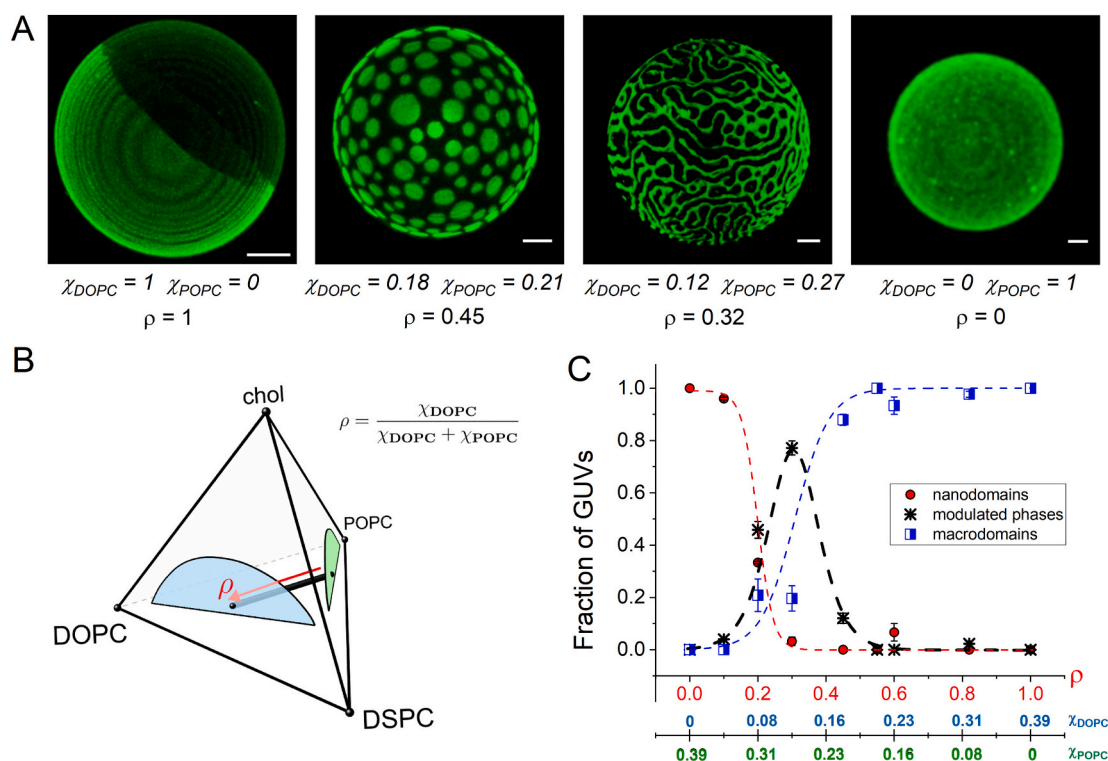 A
χDOPC = 1 χPOPC = 0
ρ = 1
χDOPC = 0.18 χPOPC = 0.21
ρ = 0.45
χDOPC = 0.12 χPOPC = 0.27
ρ = 0.32
χDOPC = 0 χPOPC = 1
ρ = 0
B
chol
ρ = χDOPC / (χDOPC + χPOPC)
POPC
ρ
DOPC
DSPC
C
Fraction of GUVs
1.0
0.8
0.6
0.4
0.2
0.0
nanodomains
modulated phases
macrodomains
0.0 0.2 0.4 0.6 0.8 1.0 ρ
0 0.08 0.16 0.23 0.31 0.39 χDOPC
0.39 0.31 0.23 0.16 0.08 0 χPOPC